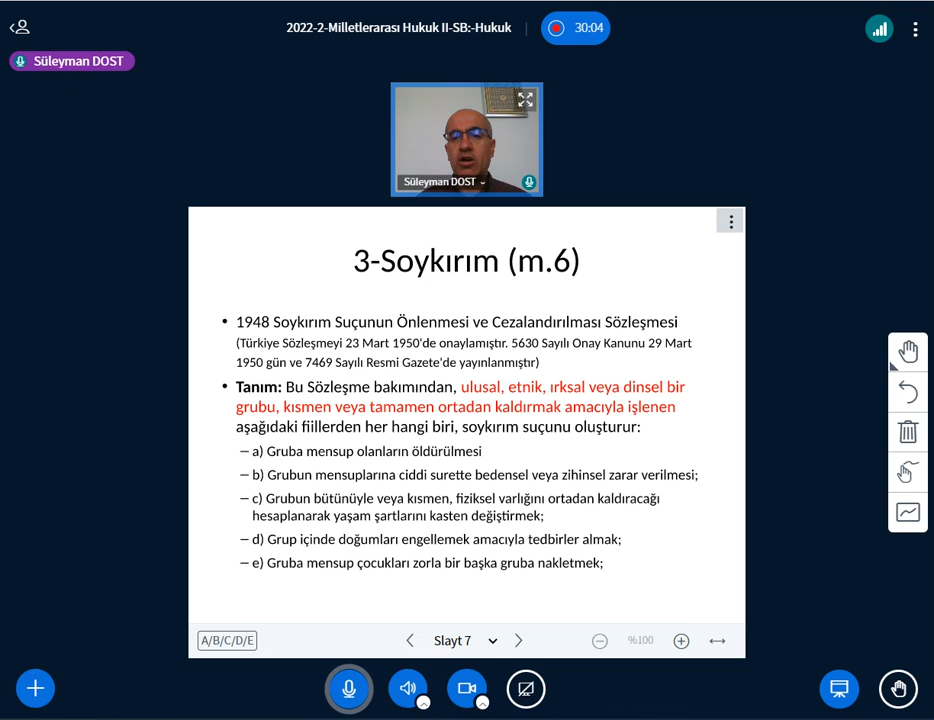 2022-2-Milletlerarası Hukuk II-SB:-Hukuk
30:04
Süleyman DOST
Süleyman DOST
3-Soykırım (m.6)
• 1948 Soykırım Suçunun Önlenmesi ve Cezalandırılması Sözleşmesi
(Türkiye Sözleşmeyi 23 Mart 1950'de onaylamıştır. 5630 Sayılı Onay Kanunu 29 Mart
1950 gün ve 7469 Sayılı Resmi Gazete'de yayınlanmıştır)
• Tanım: Bu Sözleşme bakımından, ulusal, etnik, ırksal veya dinsel bir
grubu, kısmen veya tamamen ortadan kaldırmak amacıyla işlenen
aşağıdaki fiillerden her hangi biri, soykırım suçunu oluşturur:
– a) Gruba mensup olanların öldürülmesi
– b) Grubun mensuplarına ciddi surette bedensel veya zihinsel zarar verilmesi;
– c) Grubun bütünüyle veya kısmen, fiziksel varlığını ortadan kaldıracağı
hesaplanarak yaşam şartlarını kasten değiştirmek;
– d) Grup içinde doğumları engellemek amacıyla tedbirler almak;
– e) Gruba mensup çocukları zorla bir başka gruba nakletmek;
A/B/C/D/E
Slayt 7
%100